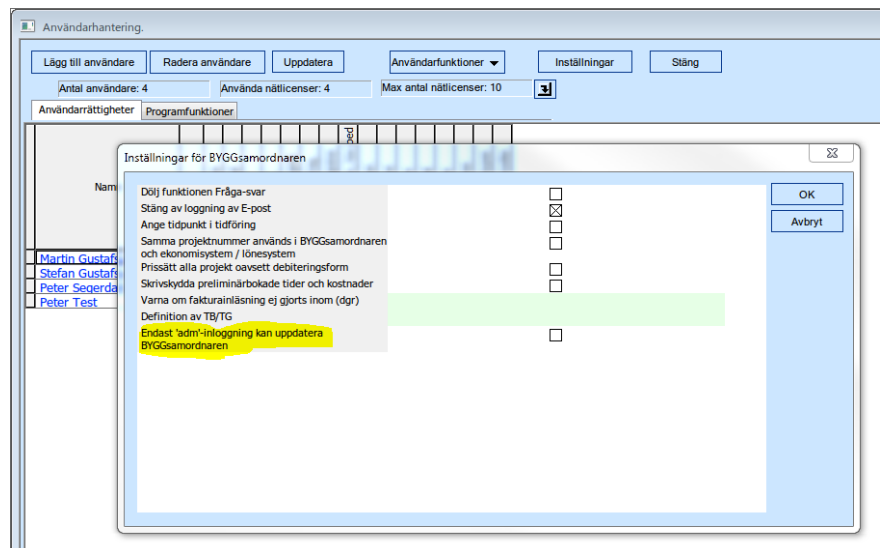 Användarhantering.
Lägg till användare Radera användare Uppdatera Användarfunktioner Inställningar Stäng
Antal användare: 4 Använda nätlicenser: 4 Max antal nätlicenser: 10
Användarrättigheter Programfunktioner
Inställningar för BYGGsamordnaren
Dölj funktionen Fråga-svar
Stäng av loggning av E-post
Ange tidpunkt i tidföring
Samma projektnummer används i BYGGsamordnaren
och ekonomisystem / lönesystem
Prissätt alla projekt oavsett debiteringsform
Skrivskydda preliminärbokade tider och kostnader
Varna om fakturainläsning ej gjorts inom (dgr)
Definition av TB/TG
Endast 'adm'-inloggning kan uppdatera
BYGGsamordnaren
OK
Avbryt
Martin Gustafs
Stefan Gustafs
Peter Segerda
Peter Test